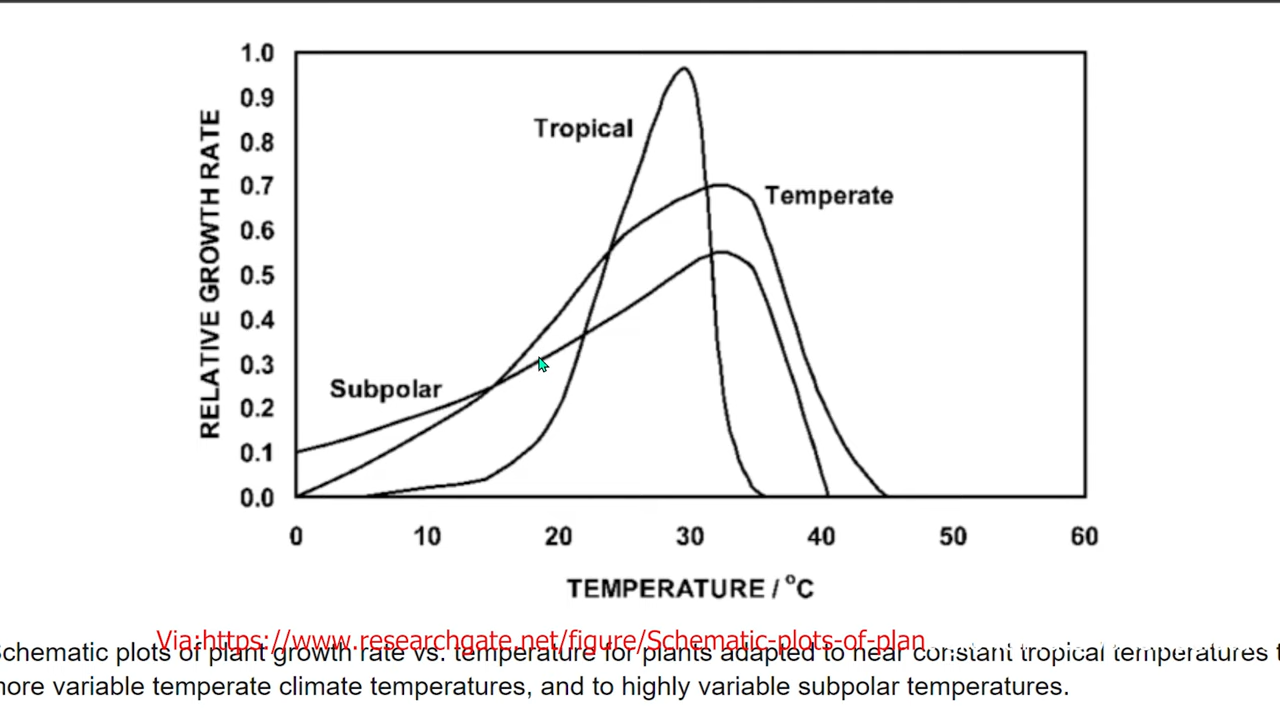 1.0
0.9
Tropical
0.8
0.7
Temperate
0.6
0.5
0.4
0.3
Subpolar
0.2
0.1
0.0
RELATIVE GROWTH RATE
0 10 20 30 40 50 60
TEMPERATURE / °C
Via:https://www.researchgate.net/figure/Schematic-plots-of-plan
chematic plots of plant growth rate vs. temperature for plants adapted to near constant tropical temperatures
more variable temperate climate temperatures, and to highly variable subpolar temperatures.